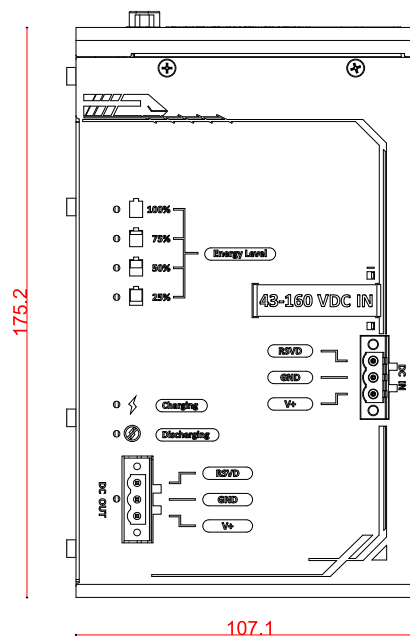 100%
75%
Energy Level
50%
25%
43-160 VDC IN
RSVD
GND
V+
DC IN
Charging
Discharging
RSVD
GND
V+
DC OUT
175.2
107.1